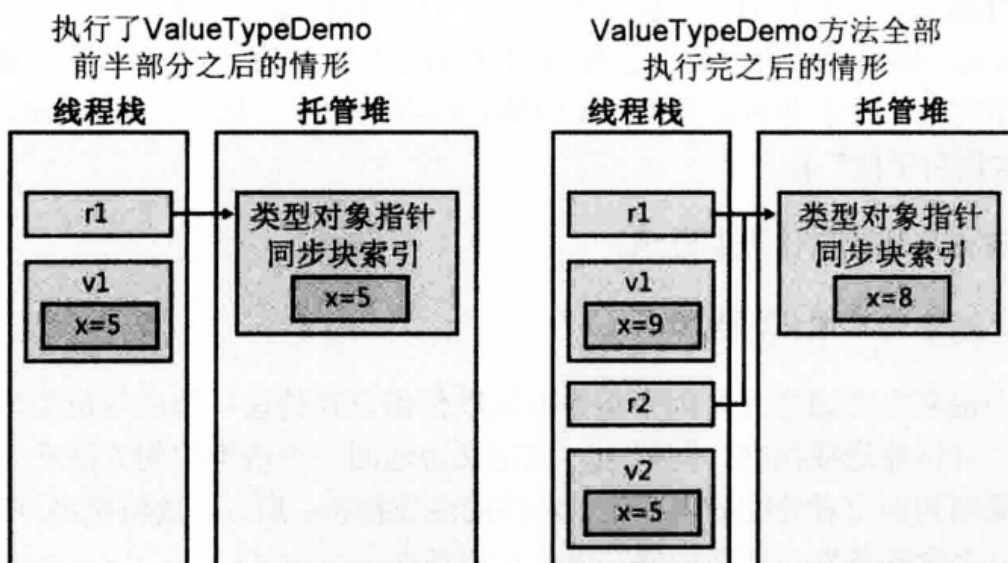 执行了ValueTypeDemo
前半部分之后的情形
线程栈
托管堆
r1
v1
x=5
类型对象指针
同步块索引
x=5
ValueTypeDemo方法全部
执行完之后的情形
线程栈
托管堆
r1
v1
x=9
r2
v2
x=5
类型对象指针
同步块索引
x=8